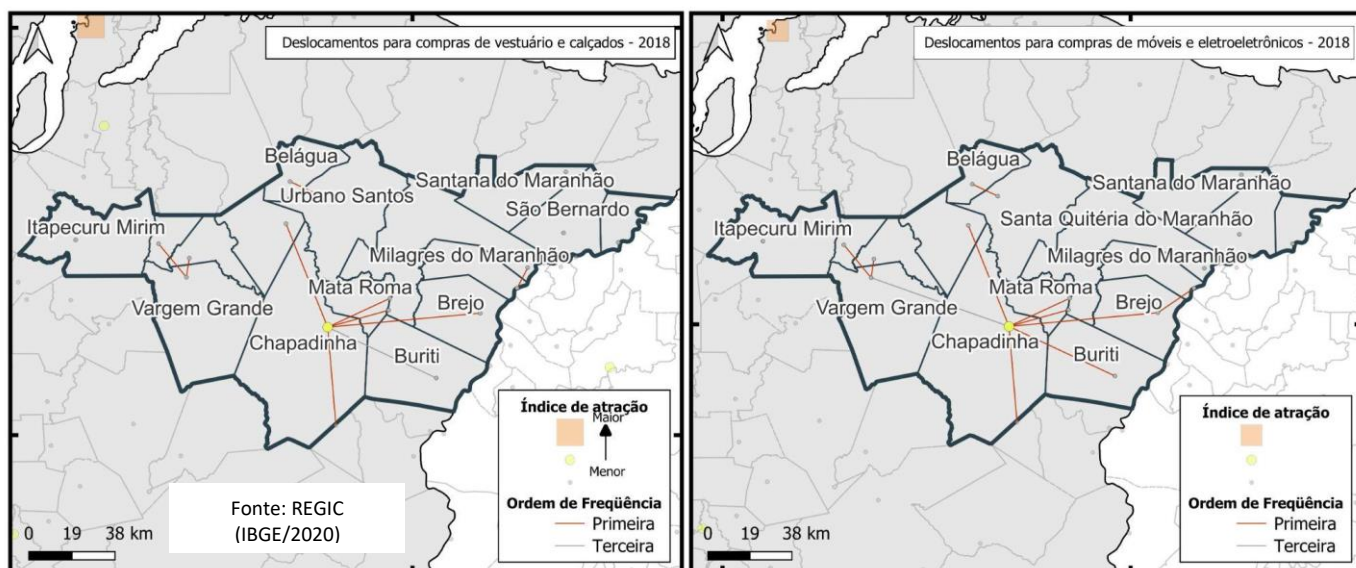 Deslocamentos para compras de vestuário e calçados - 2018
Belágua
Urbano Santos
Santana do Maranhão
São Bernardo
Itapecuru Mirim
Milagres do Maranhão
Mata Roma
Brejo
Vargem Grande
Chapadinha
Buriti
Índice de atração
Maior
Menor
Ordem de Freqüência
Primeira
Terceira
Fonte: REGIC
(IBGE/2020)
0 19 38 km
Deslocamentos para compras de móveis e eletroeletrônicos - 2018
Belágua
Santana do Maranhão
Santa Quitéria do Maranhão
Itapecuru Mirim
Milagres do Maranhão
Mata Roma
Brejo
Vargem Grande
Chapadinha
Buriti
Índice de atração
Ordem de Freqüência
Primeira
Terceira
0 19 38 km